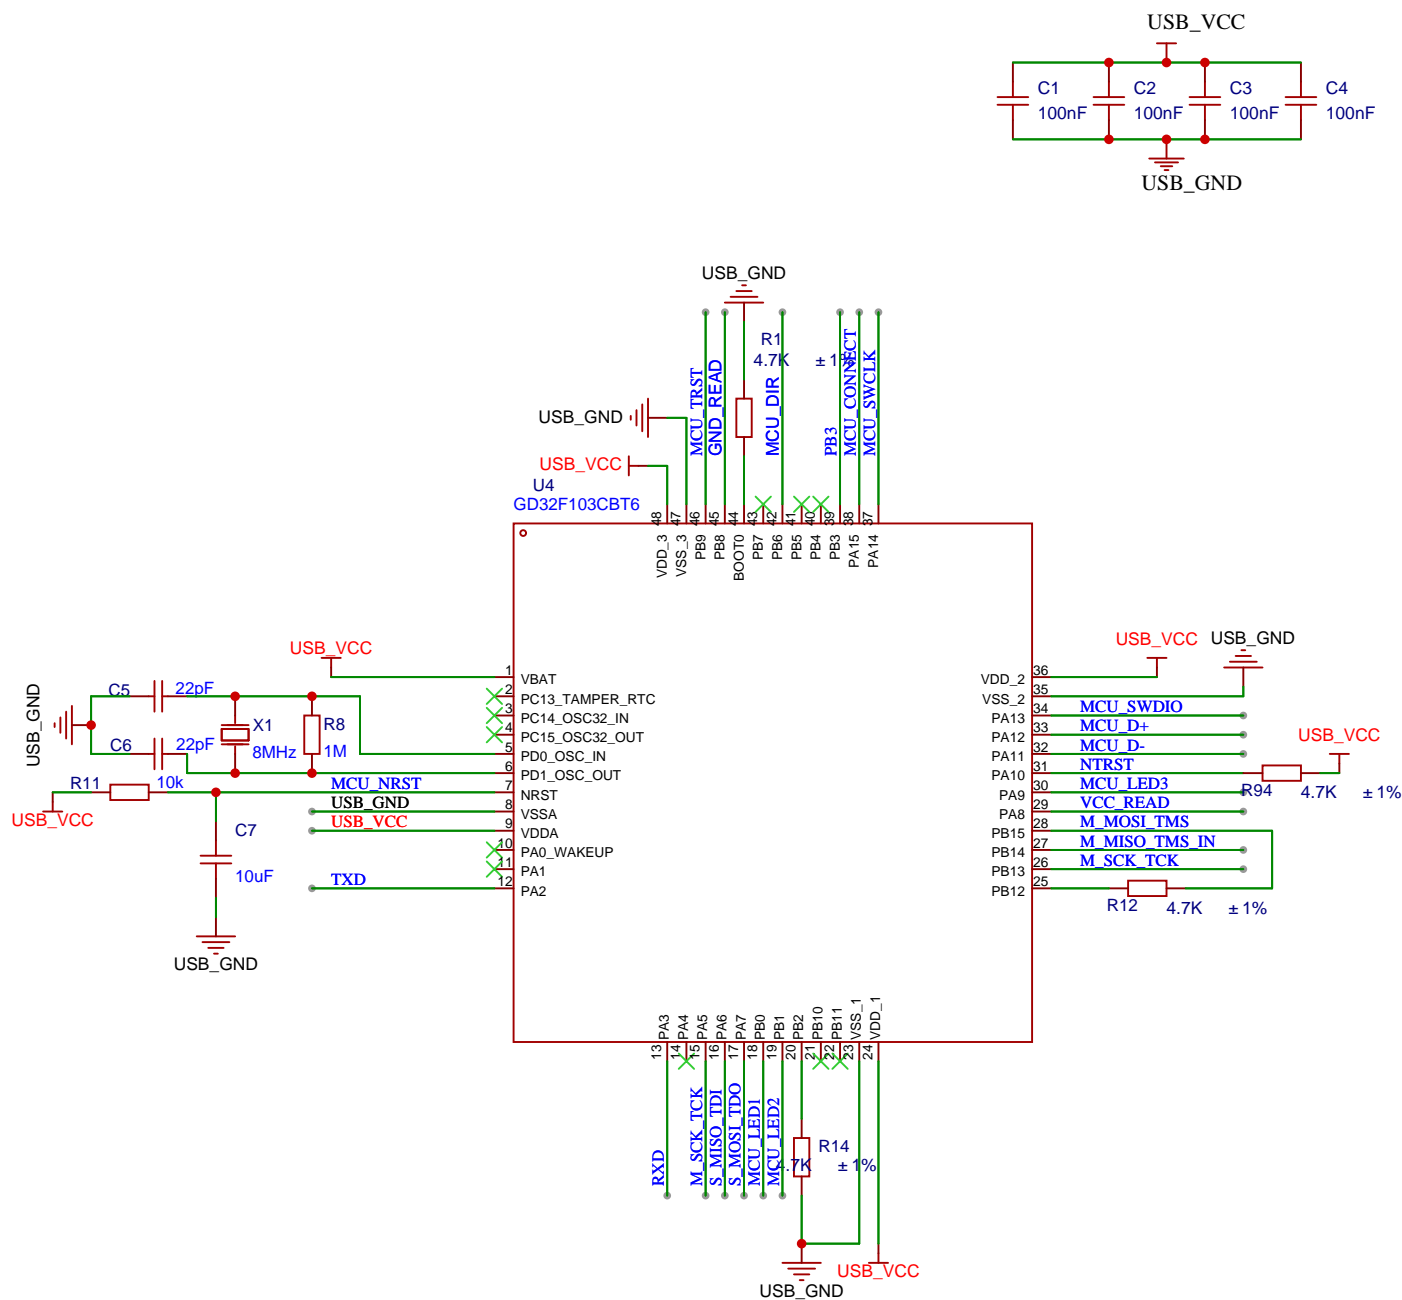 USB_VCC
C1
100nF
C2
100nF
C3
100nF
C4
100nF
USB_GND
USB_GND
R1
4.7K ±1%
MCU_TRST
GND_READ
MCU_DIR
PB3
MCU_CONNECT
MCU_SWCLK
USB_GND
USB_VCC
U4
GD32F103CBT6
48
47
46
45
44
43
42
41
40
39
38
37
VDD_3
VSS_3
PB9
PB8
BOOT0
PB7
PB6
PB5
PB4
PB3
PA15
PA14
USB_VCC
1 VBAT
2 PC13_TAMPER_RTC
3 PC14_OSC32_IN
4 PC15_OSC32_OUT
5 PD0_OSC_IN
6 PD1_OSC_OUT
7 NRST
8 VSSA
9 VDDA
10 PA0_WAKEUP
11 PA1
12 PA2
USB_GND
C5 22pF
C6 22pF
X1
8MHz
R8
1M
R11 10k
USB_VCC
MCU_NRST
USB_GND
USB_VCC
TXD
C7
10uF
USB_GND
USB_VCC
USB_GND
VDD_2 36
VSS_2 35
PA13 34 MCU_SWDIO
PA12 33 MCU_D+
PA11 32 MCU_D-
PA10 31 NTRST
PA9 30 MCU_LED3
PA8 29 VCC_READ
PB15 28 M_MOSI_TMS
PB14 27 M_MISO_TMS_IN
PB13 26 M_SCK_TCK
PB12 25
USB_VCC
R94 4.7K ±1%
R12 4.7K ±1%
PA3
PA4
PA5
PA6
PA7
PB0
PB1
PB2
PB10
PB11
VSS_1
VDD_1
13
14
15
16
17
18
19
20
21
22
23
24
RXD
M_SCK_TCK
S_MISO_TDI
S_MOSI_TDO
MCU_LED1
MCU_LED2
R14
4.7K ±1%
USB_GND
USB_VCC